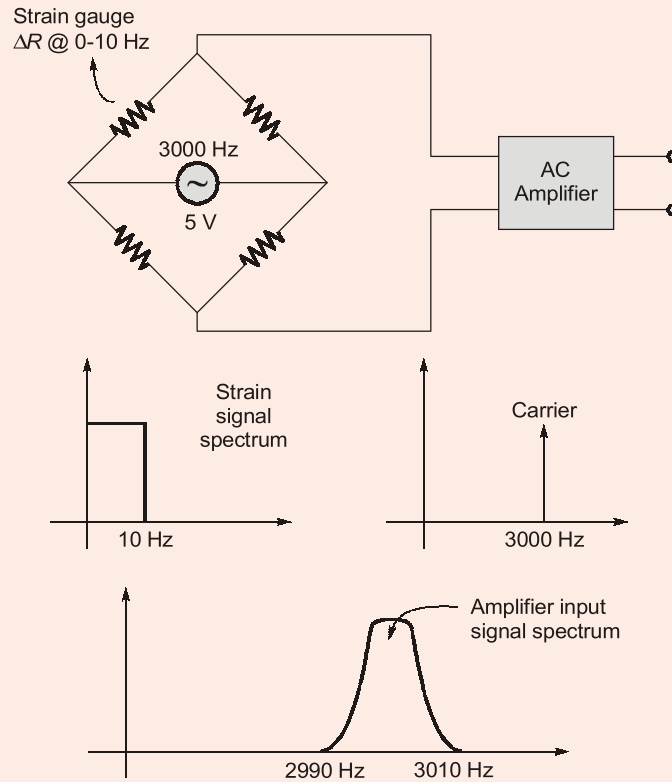 Strain gauge
ΔR @ 0-10 Hz
3000 Hz
~
5 V
AC
Amplifier
Strain
signal
spectrum
10 Hz
Carrier
3000 Hz
Amplifier input
signal spectrum
2990 Hz
3010 Hz